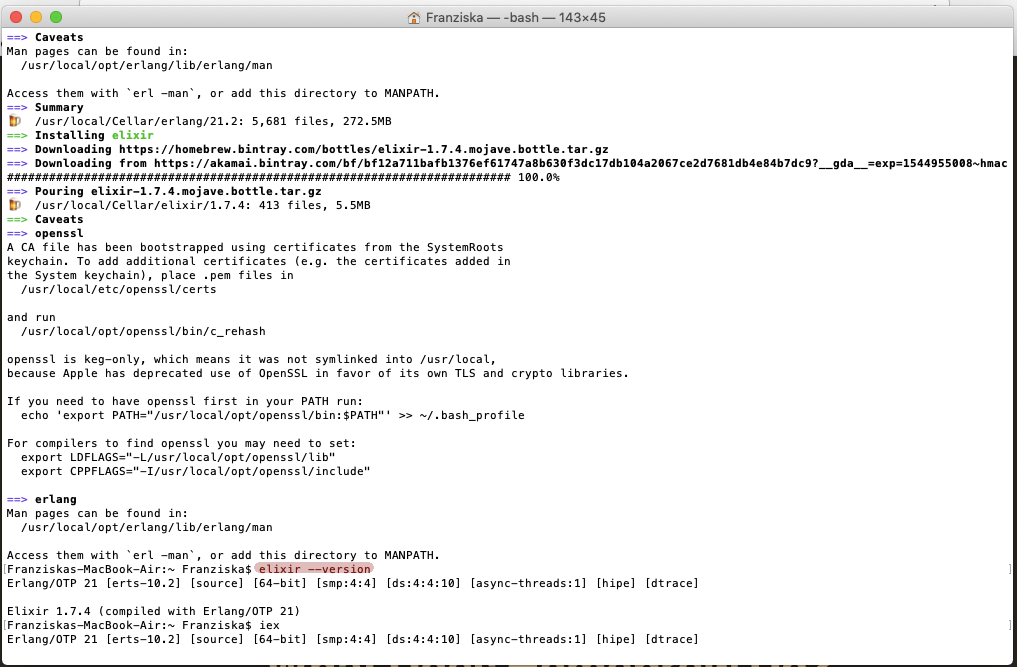 Franziska — -bash — 143×45
==> Caveats
Man pages can be found in:
  /usr/local/opt/erlang/lib/erlang/man

Access them with `erl -man`, or add this directory to MANPATH.
==> Summary
🍺  /usr/local/Cellar/erlang/21.2: 5,681 files, 272.5MB
==> Installing elixir
==> Downloading https://homebrew.bintray.com/bottles/elixir-1.7.4.mojave.bottle.tar.gz
==> Downloading from https://akamai.bintray.com/bf/bf12a711bafb1376ef61747a8b630f3dc17db104a2067ce2d7681db4e84b7dc9?__gda__=exp=1544955008~hmac
######################################################################## 100.0%
==> Pouring elixir-1.7.4.mojave.bottle.tar.gz
🍺  /usr/local/Cellar/elixir/1.7.4: 413 files, 5.5MB
==> Caveats
==> openssl
A CA file has been bootstrapped using certificates from the SystemRoots
keychain. To add additional certificates (e.g. the certificates added in
the System keychain), place .pem files in
  /usr/local/etc/openssl/certs

and run
  /usr/local/opt/openssl/bin/c_rehash

openssl is keg-only, which means it was not symlinked into /usr/local,
because Apple has deprecated use of OpenSSL in favor of its own TLS and crypto libraries.

If you need to have openssl first in your PATH run:
  echo 'export PATH="/usr/local/opt/openssl/bin:$PATH"' >> ~/.bash_profile

For compilers to find openssl you may need to set:
  export LDFLAGS="-L/usr/local/opt/openssl/lib"
  export CPPFLAGS="-I/usr/local/opt/openssl/include"

==> erlang
Man pages can be found in:
  /usr/local/opt/erlang/lib/erlang/man

Access them with `erl -man`, or add this directory to MANPATH.
[Franziskas-MacBook-Air:~ Franziska$ elixir --version ]
Erlang/OTP 21 [erts-10.2] [source] [64-bit] [smp:4:4] [ds:4:4:10] [async-threads:1] [hipe] [dtrace]

Elixir 1.7.4 (compiled with Erlang/OTP 21)
[Franziskas-MacBook-Air:~ Franziska$ iex ]
Erlang/OTP 21 [erts-10.2] [source] [64-bit] [smp:4:4] [ds:4:4:10] [async-threads:1] [hipe] [dtrace]